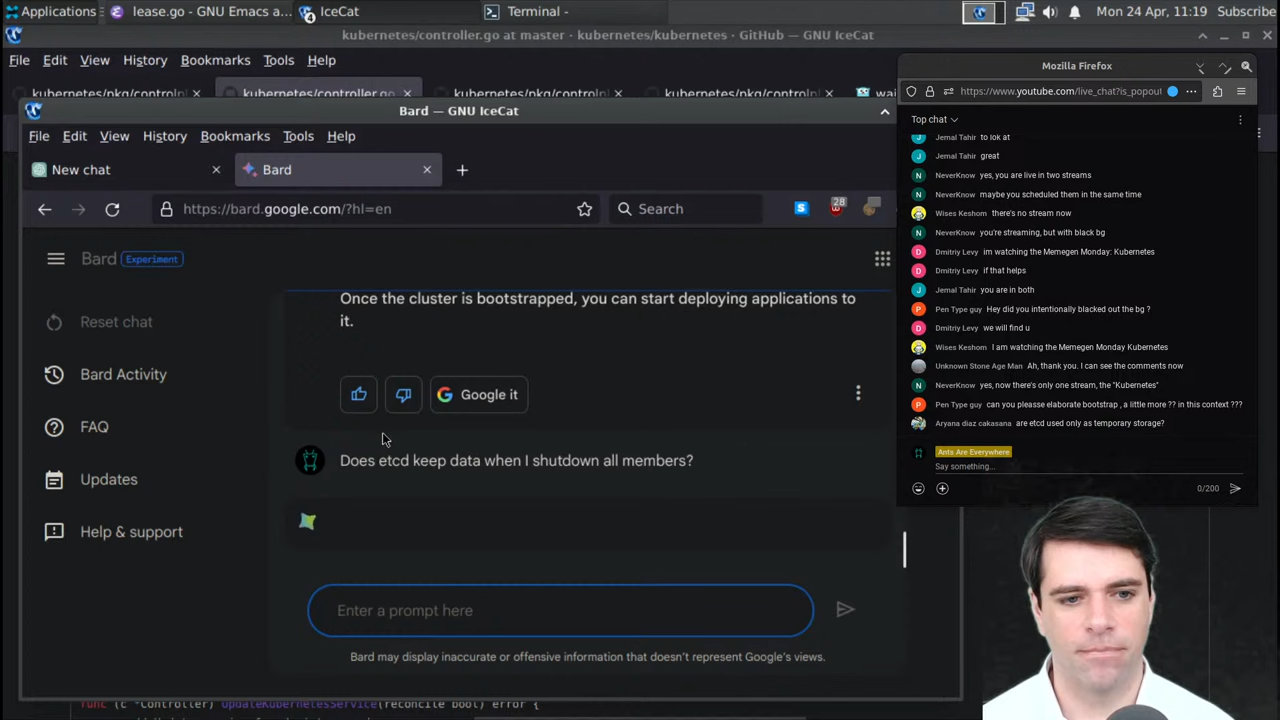 Applications
lease.go - GNU Emacs a...
IceCat
4
Terminal -
Mon 24 Apr, 11:19
Subscribe
kubernetes/controller.go at master · kubernetes/kubernetes · GitHub — GNU IceCat
File Edit View History Bookmarks Tools Help
Mozilla Firefox
https://www.youtube.com/live_chat?is_popout
Top chat
Jemal Tahir to lok at
Jemal Tahir great
NeverKnow yes, you are live in two streams
NeverKnow maybe you scheduled them in the same time
Wises Keshom there's no stream now
NeverKnow you're streaming, but with black bg
Dmitriy Levy im watching the Memegen Monday: Kubernetes
Dmitriy Levy if that helps
Jemal Tahir you are in both
Pen Type guy Hey did you intentionally blacked out the bg ?
Dmitriy Levy we will find u
Wises Keshom I am watching the Memegen Monday Kubernetes
Unknown Stone Age Man Ah, thank you. I can see the comments now
NeverKnow yes, now there's only one stream, the "Kubernetes"
Pen Type guy can you pleasse elaborate bootstrap , a little more ?? in this context ???
Aryana diaz cakasana are etcd used only as temporary storage?
Ants Are Everywhere
Say something...
0/200
Bard — GNU IceCat
File Edit View History Bookmarks Tools Help
New chat
Bard
https://bard.google.com/?hl=en
Search
28
Bard Experiment
Reset chat
Bard Activity
FAQ
Updates
Help & support
Once the cluster is bootstrapped, you can start deploying applications to
it.
Google it
Does etcd keep data when I shutdown all members?
Enter a prompt here
Bard may display inaccurate or offensive information that doesn't represent Google's views.
func (c *Controller) UpdateKubernetesService(reconcile bool) error {